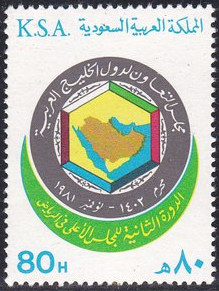 المملكة العربية السعودية
K.S.A.
مجلس التعاون لدول الخليج العربية
محرم ١٤٠٢ - نوفمبر ١٩٨١
الدورة الثانية للمجلس الأعلى في الرياض
80H
٨٠ هـ